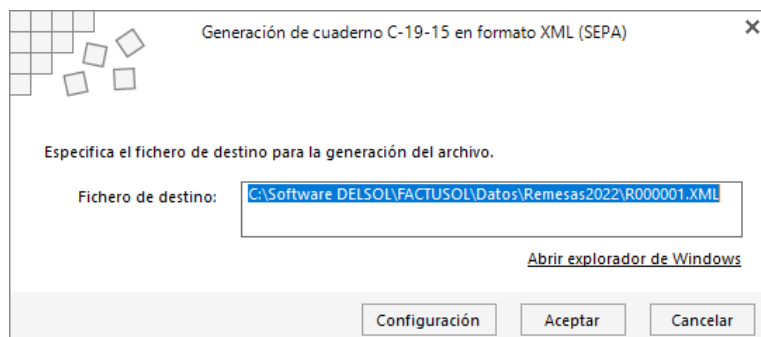 Generación de cuaderno C-19-15 en formato XML (SEPA)
Especifica el fichero de destino para la generación del archivo.
Fichero de destino: C:\Software DELSOL\FACTUSOL\Datos\Remesas2022\R000001.XML
Abrir explorador de Windows
Configuración Aceptar Cancelar